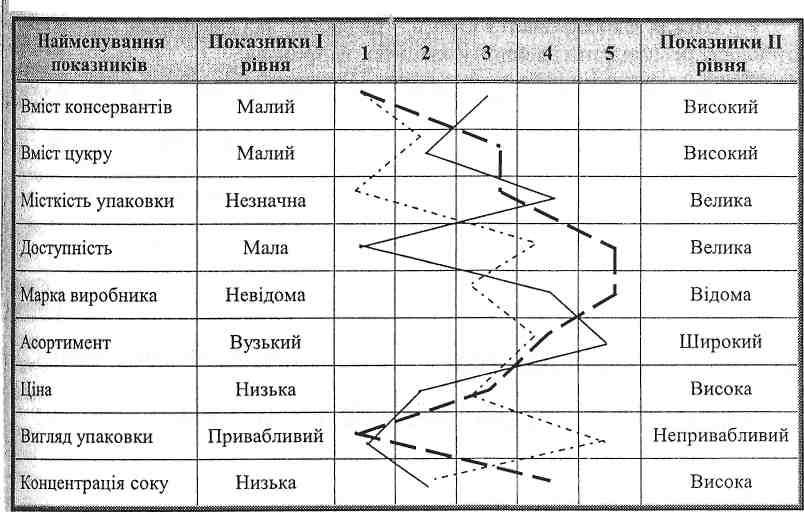 Найменування показників Показники I рівня 1 2 3 4 5 Показники II рівня
Вміст консервантів Малий Високий
Вміст цукру Малий Високий
Місткість упаковки Незначна Велика
Доступність Мала Велика
Марка виробника Невідома Відома
Асортимент Вузький Широкий
Ціна Низька Висока
Вигляд упаковки Привабливий Непривабливий
Концентрація соку Низька Висока